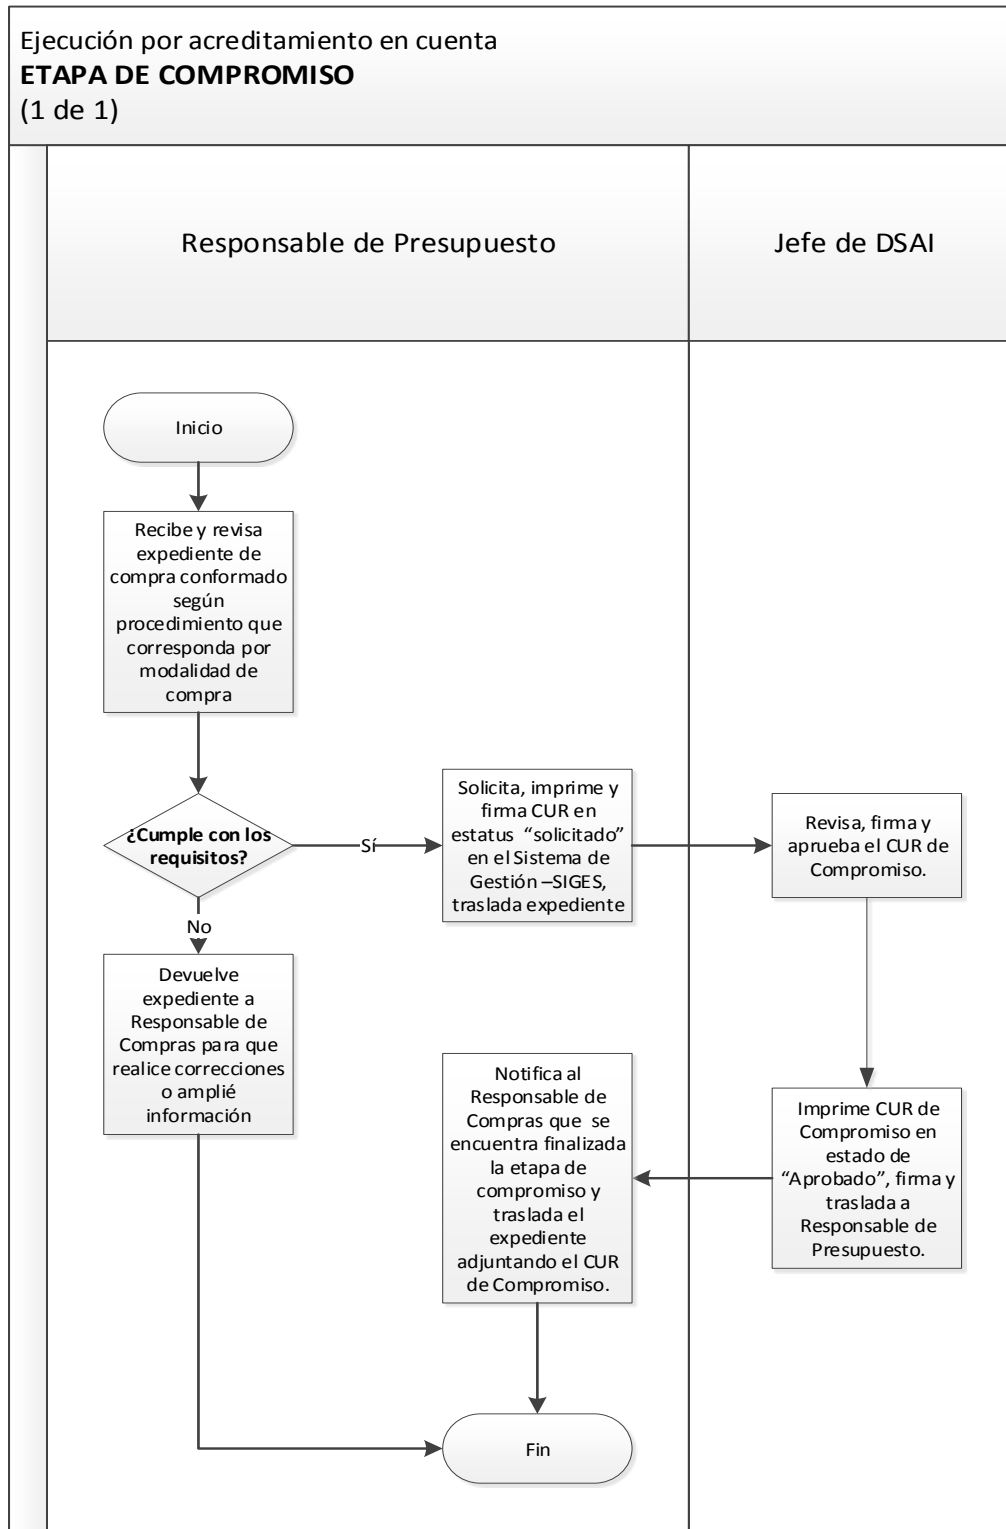 Ejecución por acreditamiento en cuenta
ETAPA DE COMPROMISO
(1 de 1)
Responsable de Presupuesto
Jefe de DSAI
Inicio
Recibe y revisa
expediente de
compra conformado
según
procedimiento que
corresponda por
modalidad de
compra
¿Cumple con los
requisitos?
Sí
Solicita, imprime y
firma CUR en
estatus “solicitado”
en el Sistema de
Gestión –SIGES,
traslada expediente
Revisa, firma y
aprueba el CUR de
Compromiso.
No
Devuelve
expediente a
Responsable de
Compras para que
realice correcciones
o amplié
información
Imprime CUR de
Compromiso en
estado de
“Aprobado”, firma y
traslada a
Responsable de
Presupuesto.
Notifica al
Responsable de
Compras que se
encuentra finalizada
la etapa de
compromiso y
traslada el
expediente
adjuntando el CUR
de Compromiso.
Fin